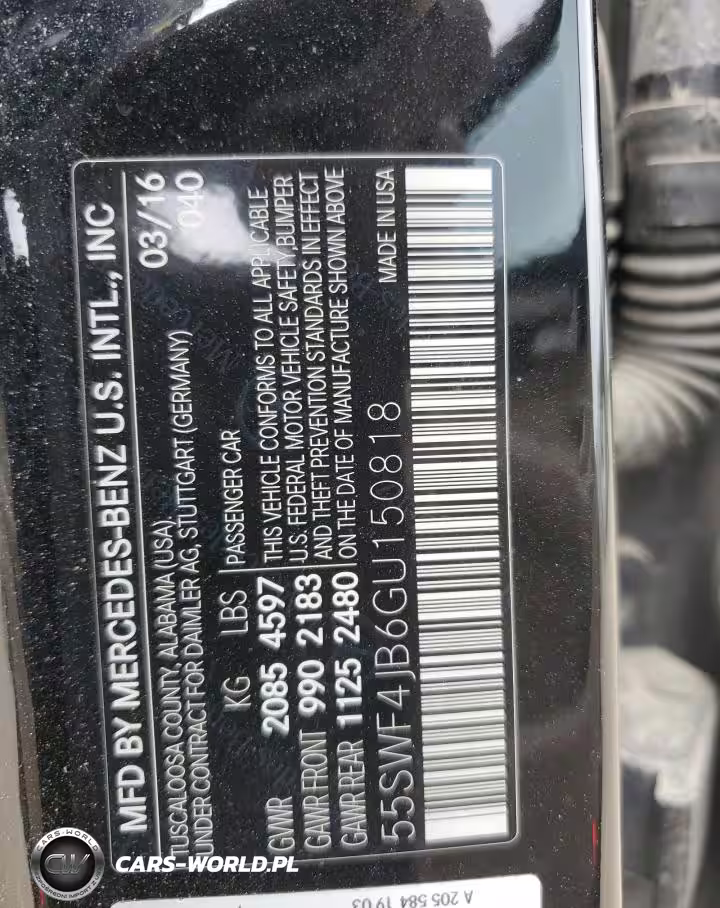 MFD BY MERCEDES-BENZ U.S. INTL., INC
TUSCALOOSA COUNTY, ALABAMA (USA) 03/16
UNDER CONTRACT FOR DAIMLER AG, STUTTGART (GERMANY) 040
KG LBS PASSENGER CAR
GVWR 2085 4597 THIS VEHICLE CONFORMS TO ALL APPLICABLE
U.S. FEDERAL MOTOR VEHICLE SAFETY, BUMPER
GAWR FRONT 990 2183 AND THEFT PREVENTION STANDARDS IN EFFECT
GAWR REAR 1125 2480 ON THE DATE OF MANUFACTURE SHOWN ABOVE
55SWF4JB6GU150818 MADE IN USA
A 205 584 19 03
CARS-WORLD
CW
CARS-WORLD.PL